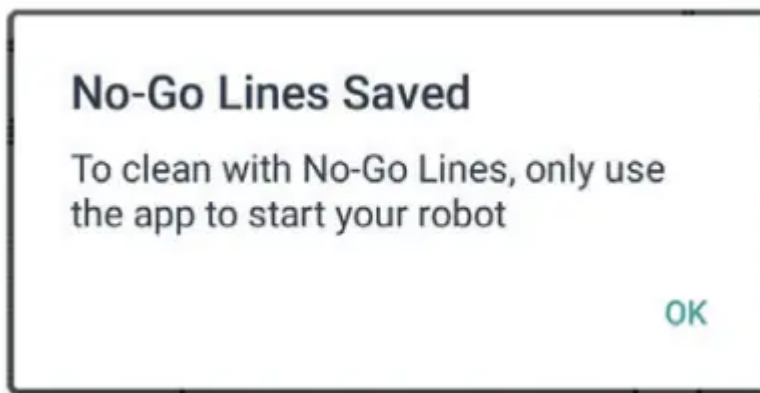 No-Go Lines Saved
To clean with No-Go Lines, only use
the app to start your robot
OK